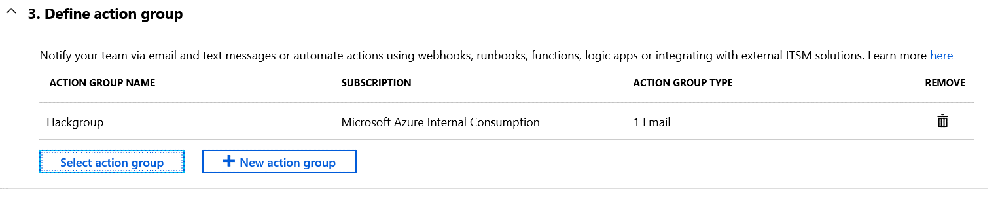 3. Define action group
Notify your team via email and text messages or automate actions using webhooks, runbooks, functions, logic apps or integrating with external ITSM solutions. Learn more here
ACTION GROUP NAME SUBSCRIPTION ACTION GROUP TYPE REMOVE
Hackgroup Microsoft Azure Internal Consumption 1 Email
Select action group New action group